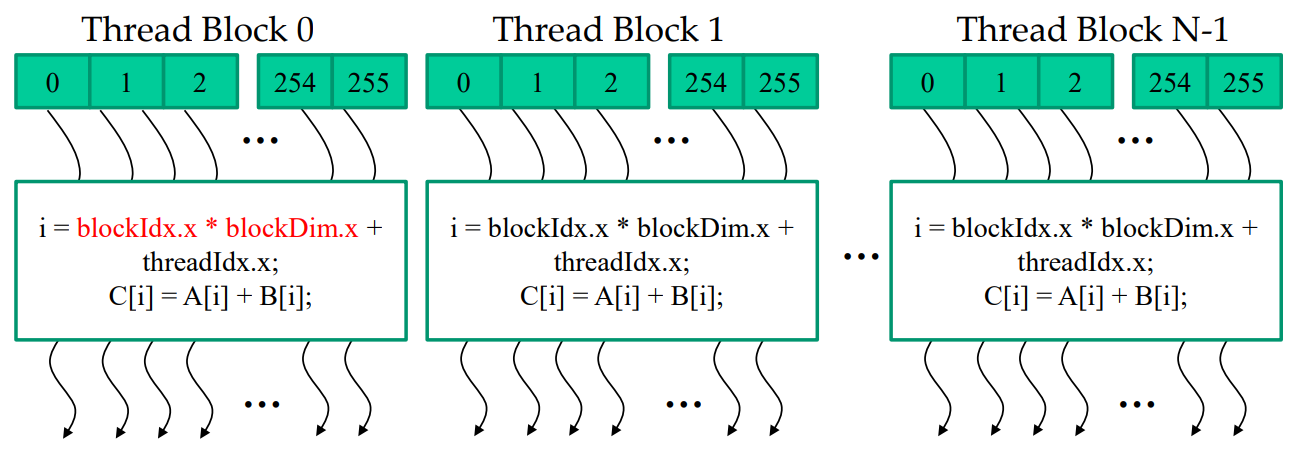 Thread Block 0
0 1 2 254 255
...
i = blockIdx.x * blockDim.x +
threadIdx.x;
C[i] = A[i] + B[i];
...
Thread Block 1
0 1 2 254 255
...
i = blockIdx.x * blockDim.x +
threadIdx.x;
C[i] = A[i] + B[i];
...
...
Thread Block N-1
0 1 2 254 255
...
i = blockIdx.x * blockDim.x +
threadIdx.x;
C[i] = A[i] + B[i];
...